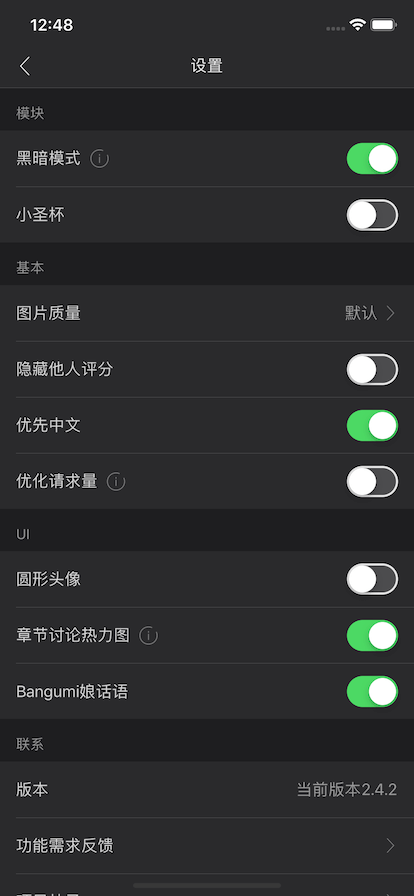 12:48
设置
模块
黑暗模式
小圣杯
基本
图片质量 默认
隐藏他人评分
优先中文
优化请求量
UI
圆形头像
章节讨论热力图
Bangumi娘话语
联系
版本 当前版本2.4.2
功能需求反馈